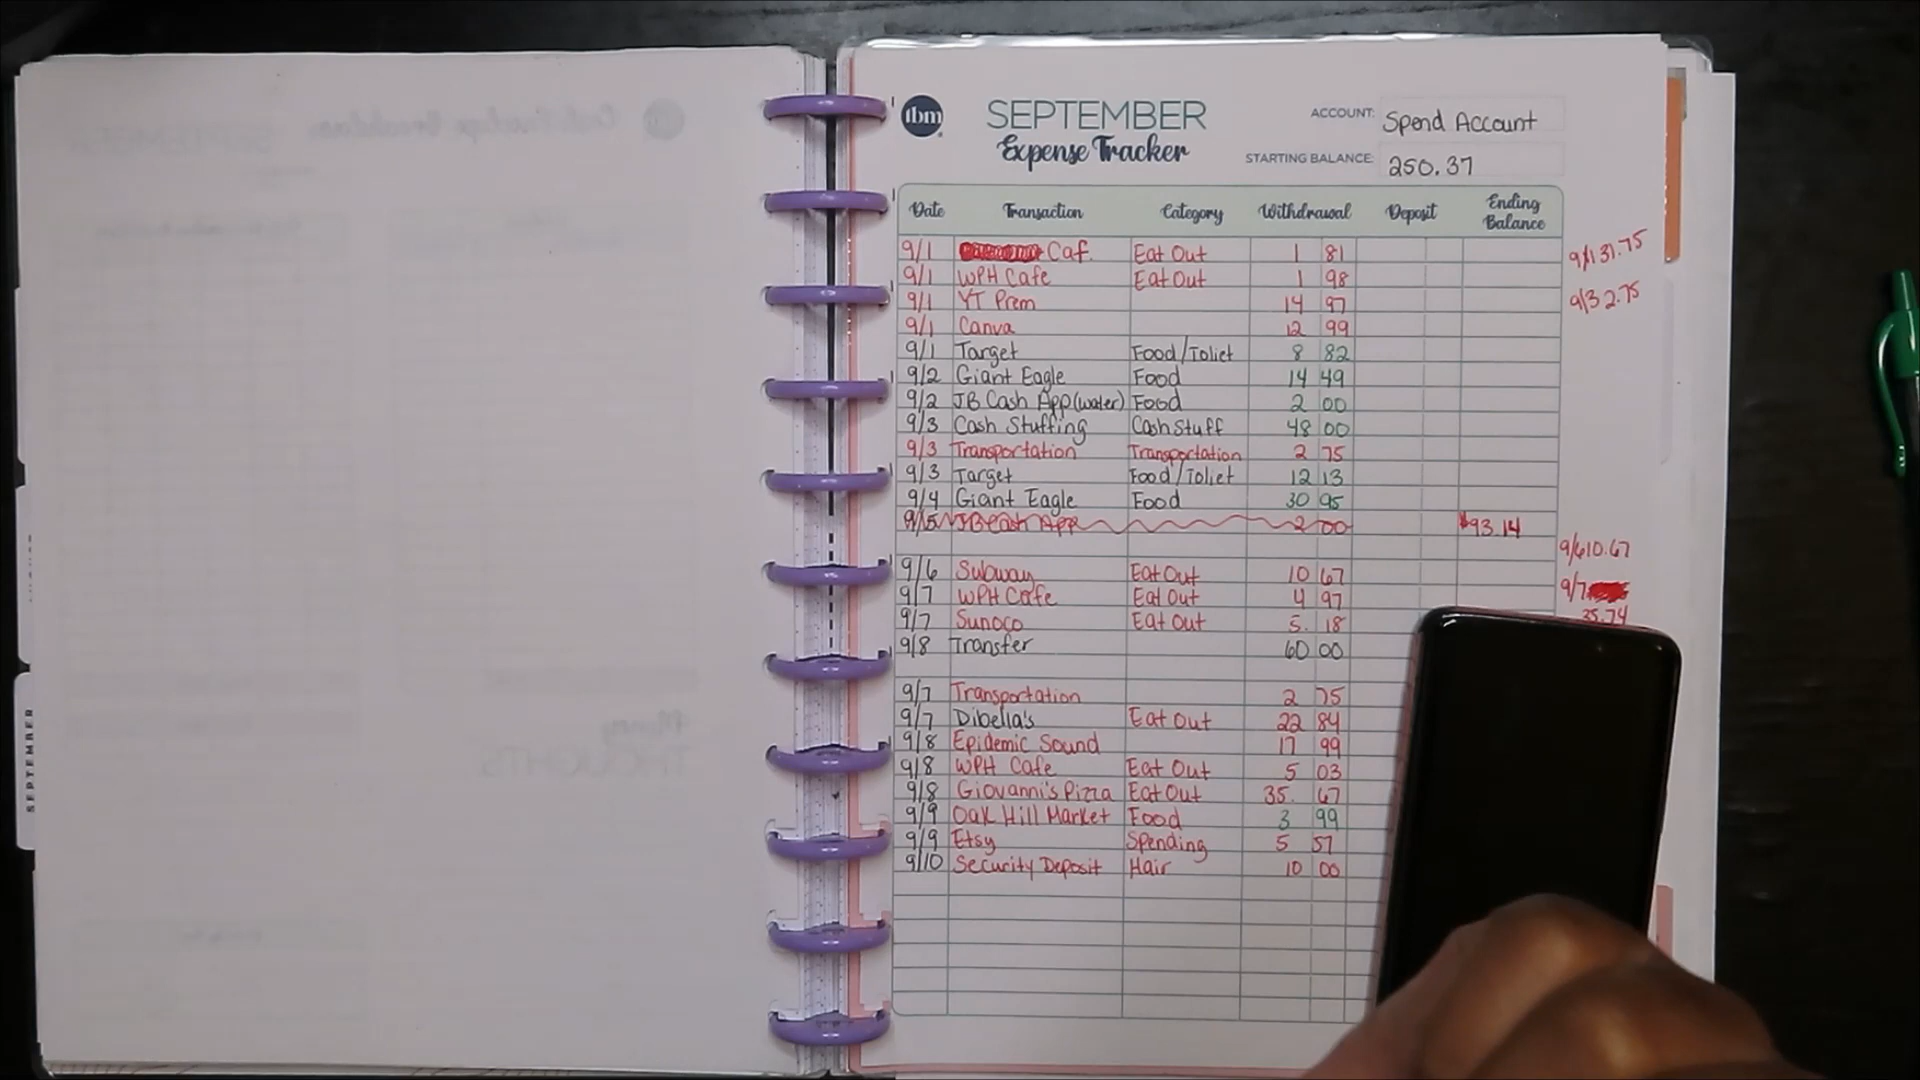 tbm
SEPTEMBER
Expense Tracker
ACCOUNT: Spend Account
STARTING BALANCE: 250.37
Date Transaction Category Withdrawal Deposit Ending Balance
9/1 Caf. Eat Out 1 81
9/1 WPH Cafe Eat Out 1 98
9/1 YT Prem 14 97
9/1 Canva 12 99
9/1 Target Food/Toliet 8 82
9/2 Giant Eagle Food 14 49
9/2 JB Cash App (water) Food 2 00
9/3 Cash Stuffing Cash Stuff 48 00
9/3 Transportation Transportation 2 75
9/3 Target Food/Toliet 12 13
9/4 Giant Eagle Food 30 95
JB Cash App 2 00 $93.14
9/6 Subway Eat Out 10 67
9/7 WPH Cafe Eat Out 4 97
9/7 Sunoco Eat Out 5. 18
9/8 Transfer 60 00
9/7 Transportation 2 75
9/7 Dibella's Eat Out 22 84
9/8 Epidemic Sound 17 99
9/8 WPH Cafe Eat Out 5 03
9/8 Giovanni's Pizza Eat Out 35. 67
9/9 Oak Hill Market Food 3 99
9/9 Etsy Spending 5 57
9/10 Security Deposit Hair 10 00
9/1 31.75
9/3 2.75
9/6 10.67
9/7
35.74
SEPTEMBER